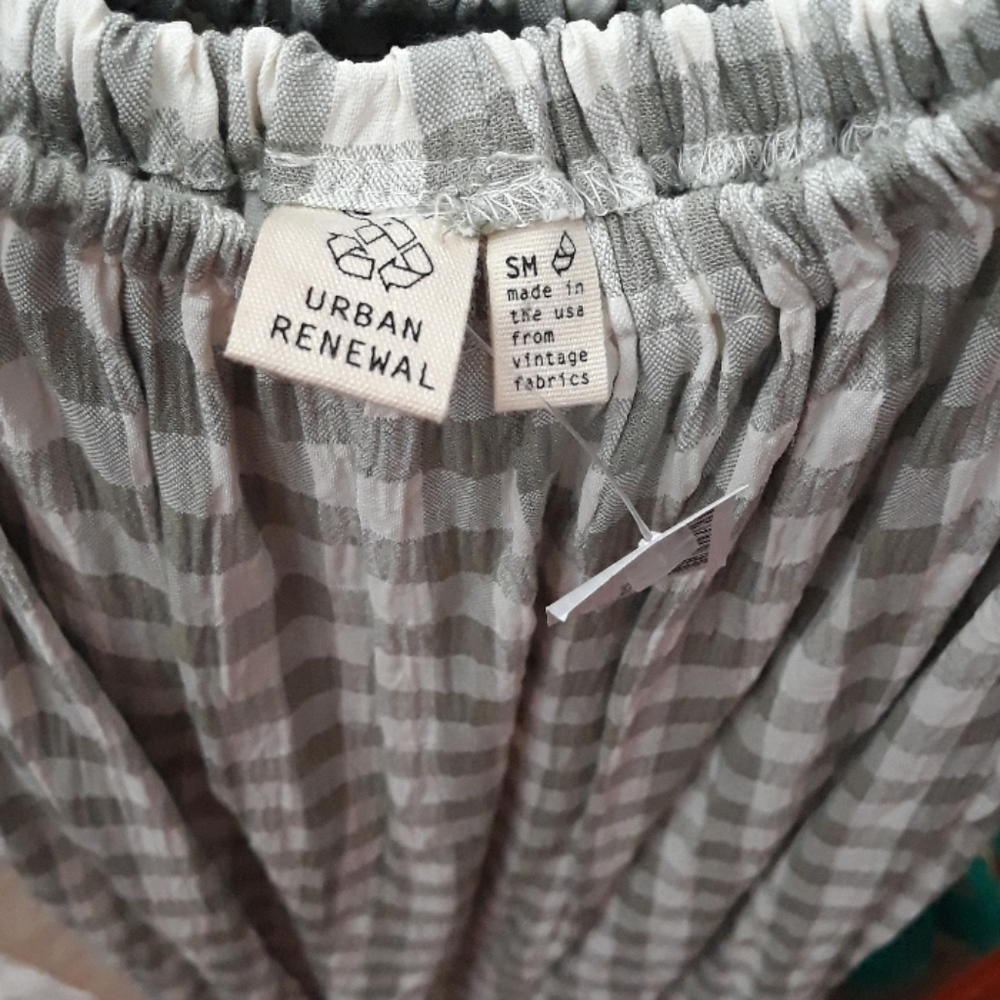 URBAN
RENEWAL
SM
made in
the usa
from
vintage
fabrics